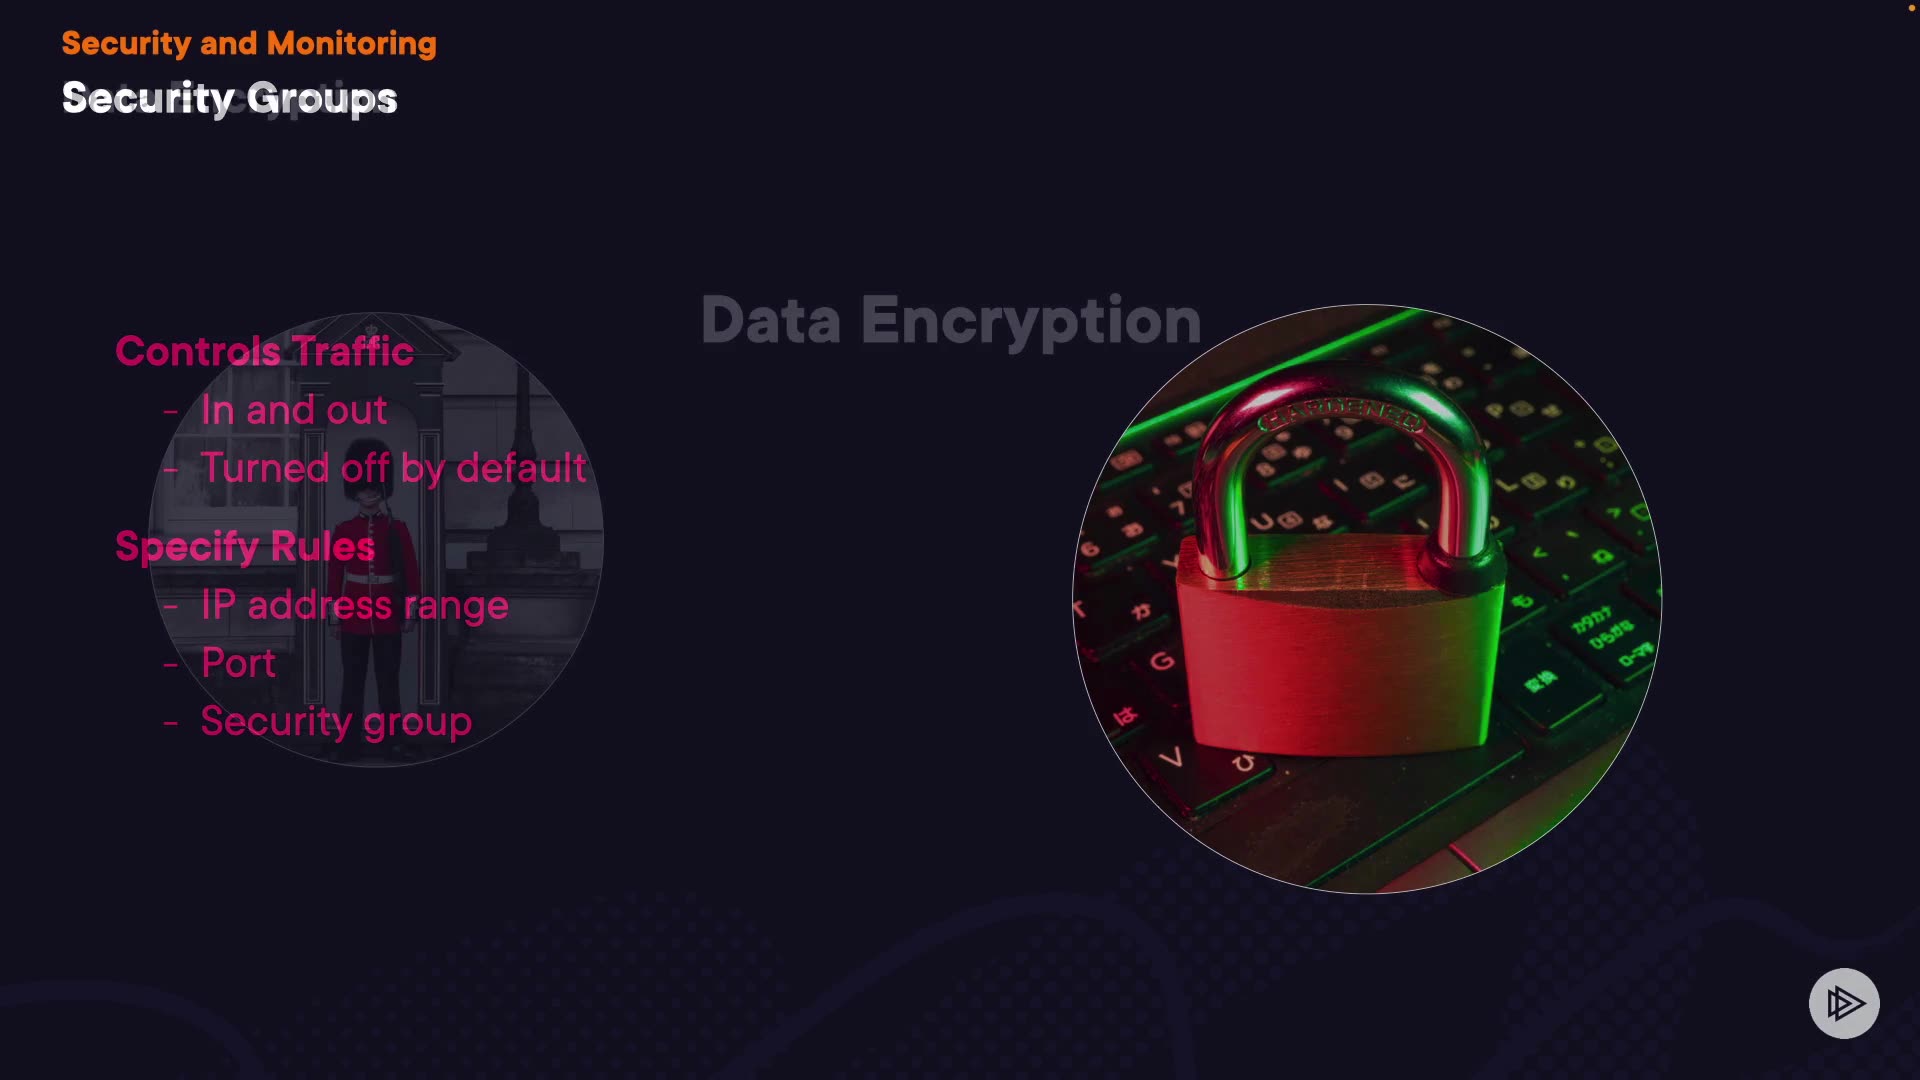 Security and Monitoring
Security Groups
Data Encryption
Controls Traffic
- In and out
- Turned off by default
Specify Rules
- IP address range
- Port
- Security group
HARDENED